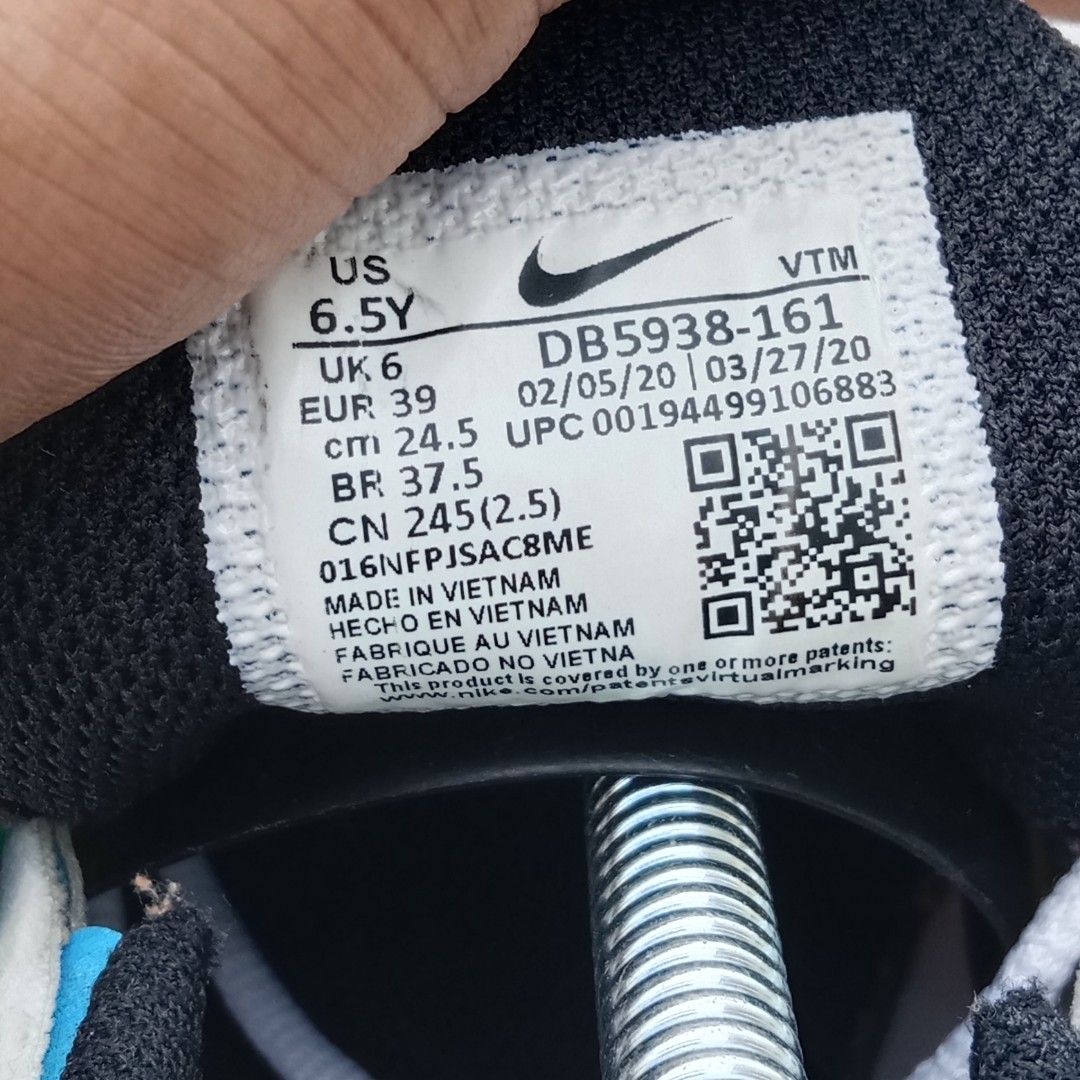 US
6.5Y
VTM
UK 6
EUR 39
cm 24.5
BR 37.5
CN 245(2.5)
DB5938-161
02/05/20 | 03/27/20
UPC 00194499106883
016NFPJSAC8ME
MADE IN VIETNAM
HECHO EN VIETNAM
FABRIQUE AU VIETNAM
FABRICADO NO VIETNA
This product is covered by one or more patents:
www.nike.com/patentsvirtualmarking